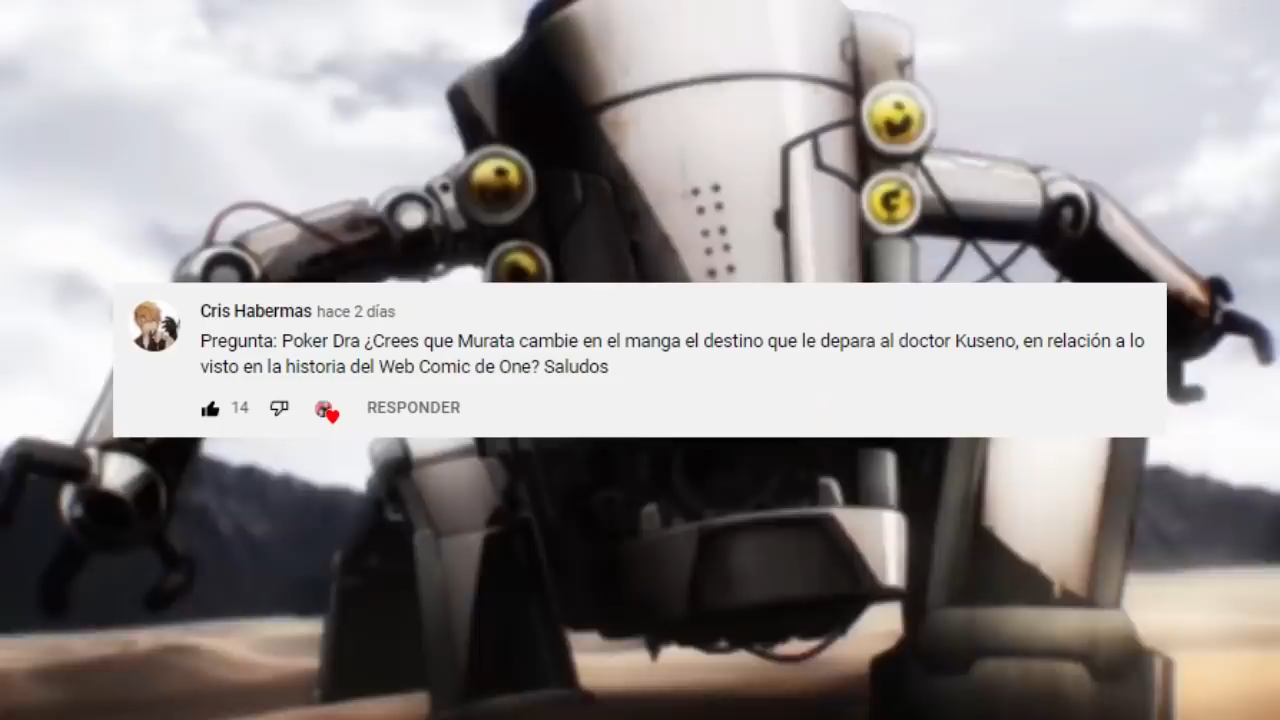 Cris Habermas hace 2 días
Pregunta: Poker Dra ¿Crees que Murata cambie en el manga el destino que le depara al doctor Kuseno, en relación a lo
visto en la historia del Web Comic de One? Saludos
14 RESPONDER